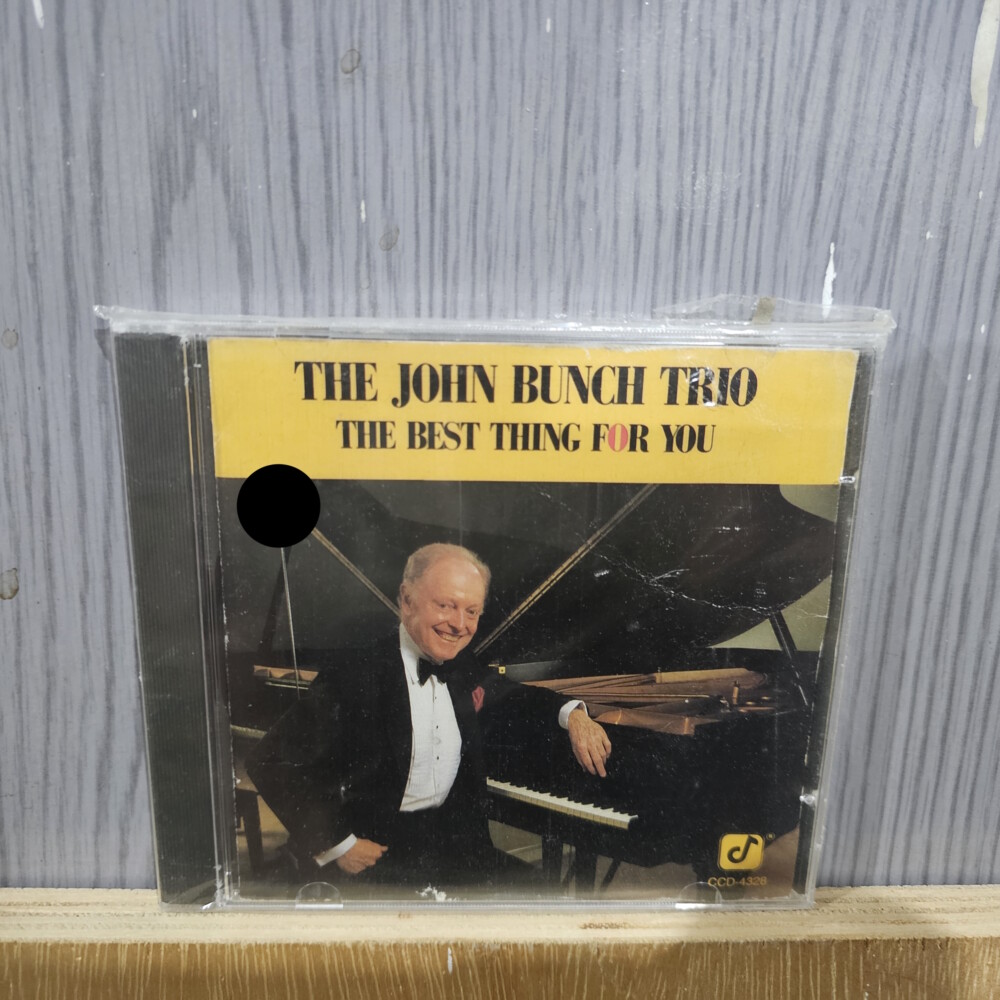 THE JOHN BUNCH TRIO
THE BEST THING FOR YOU
®
CCD-4328